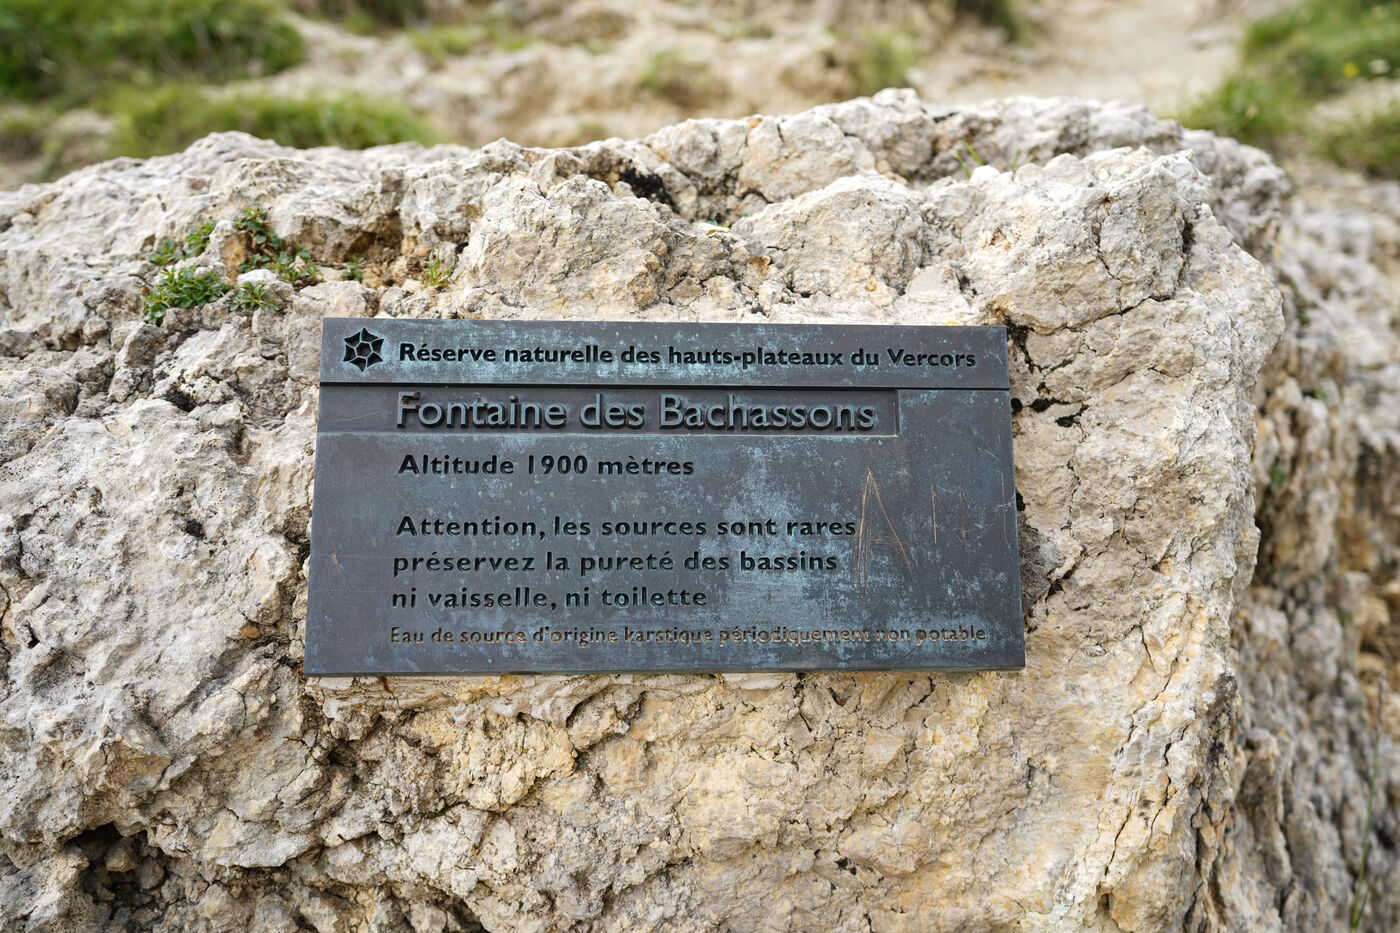 Réserve naturelle des hauts-plateaux du Vercors
Fontaine des Bachassons
Altitude 1900 mètres
Attention, les sources sont rares
préservez la pureté des bassins
ni vaisselle, ni toilette
Eau de source d'origine karstique périodiquement non potable